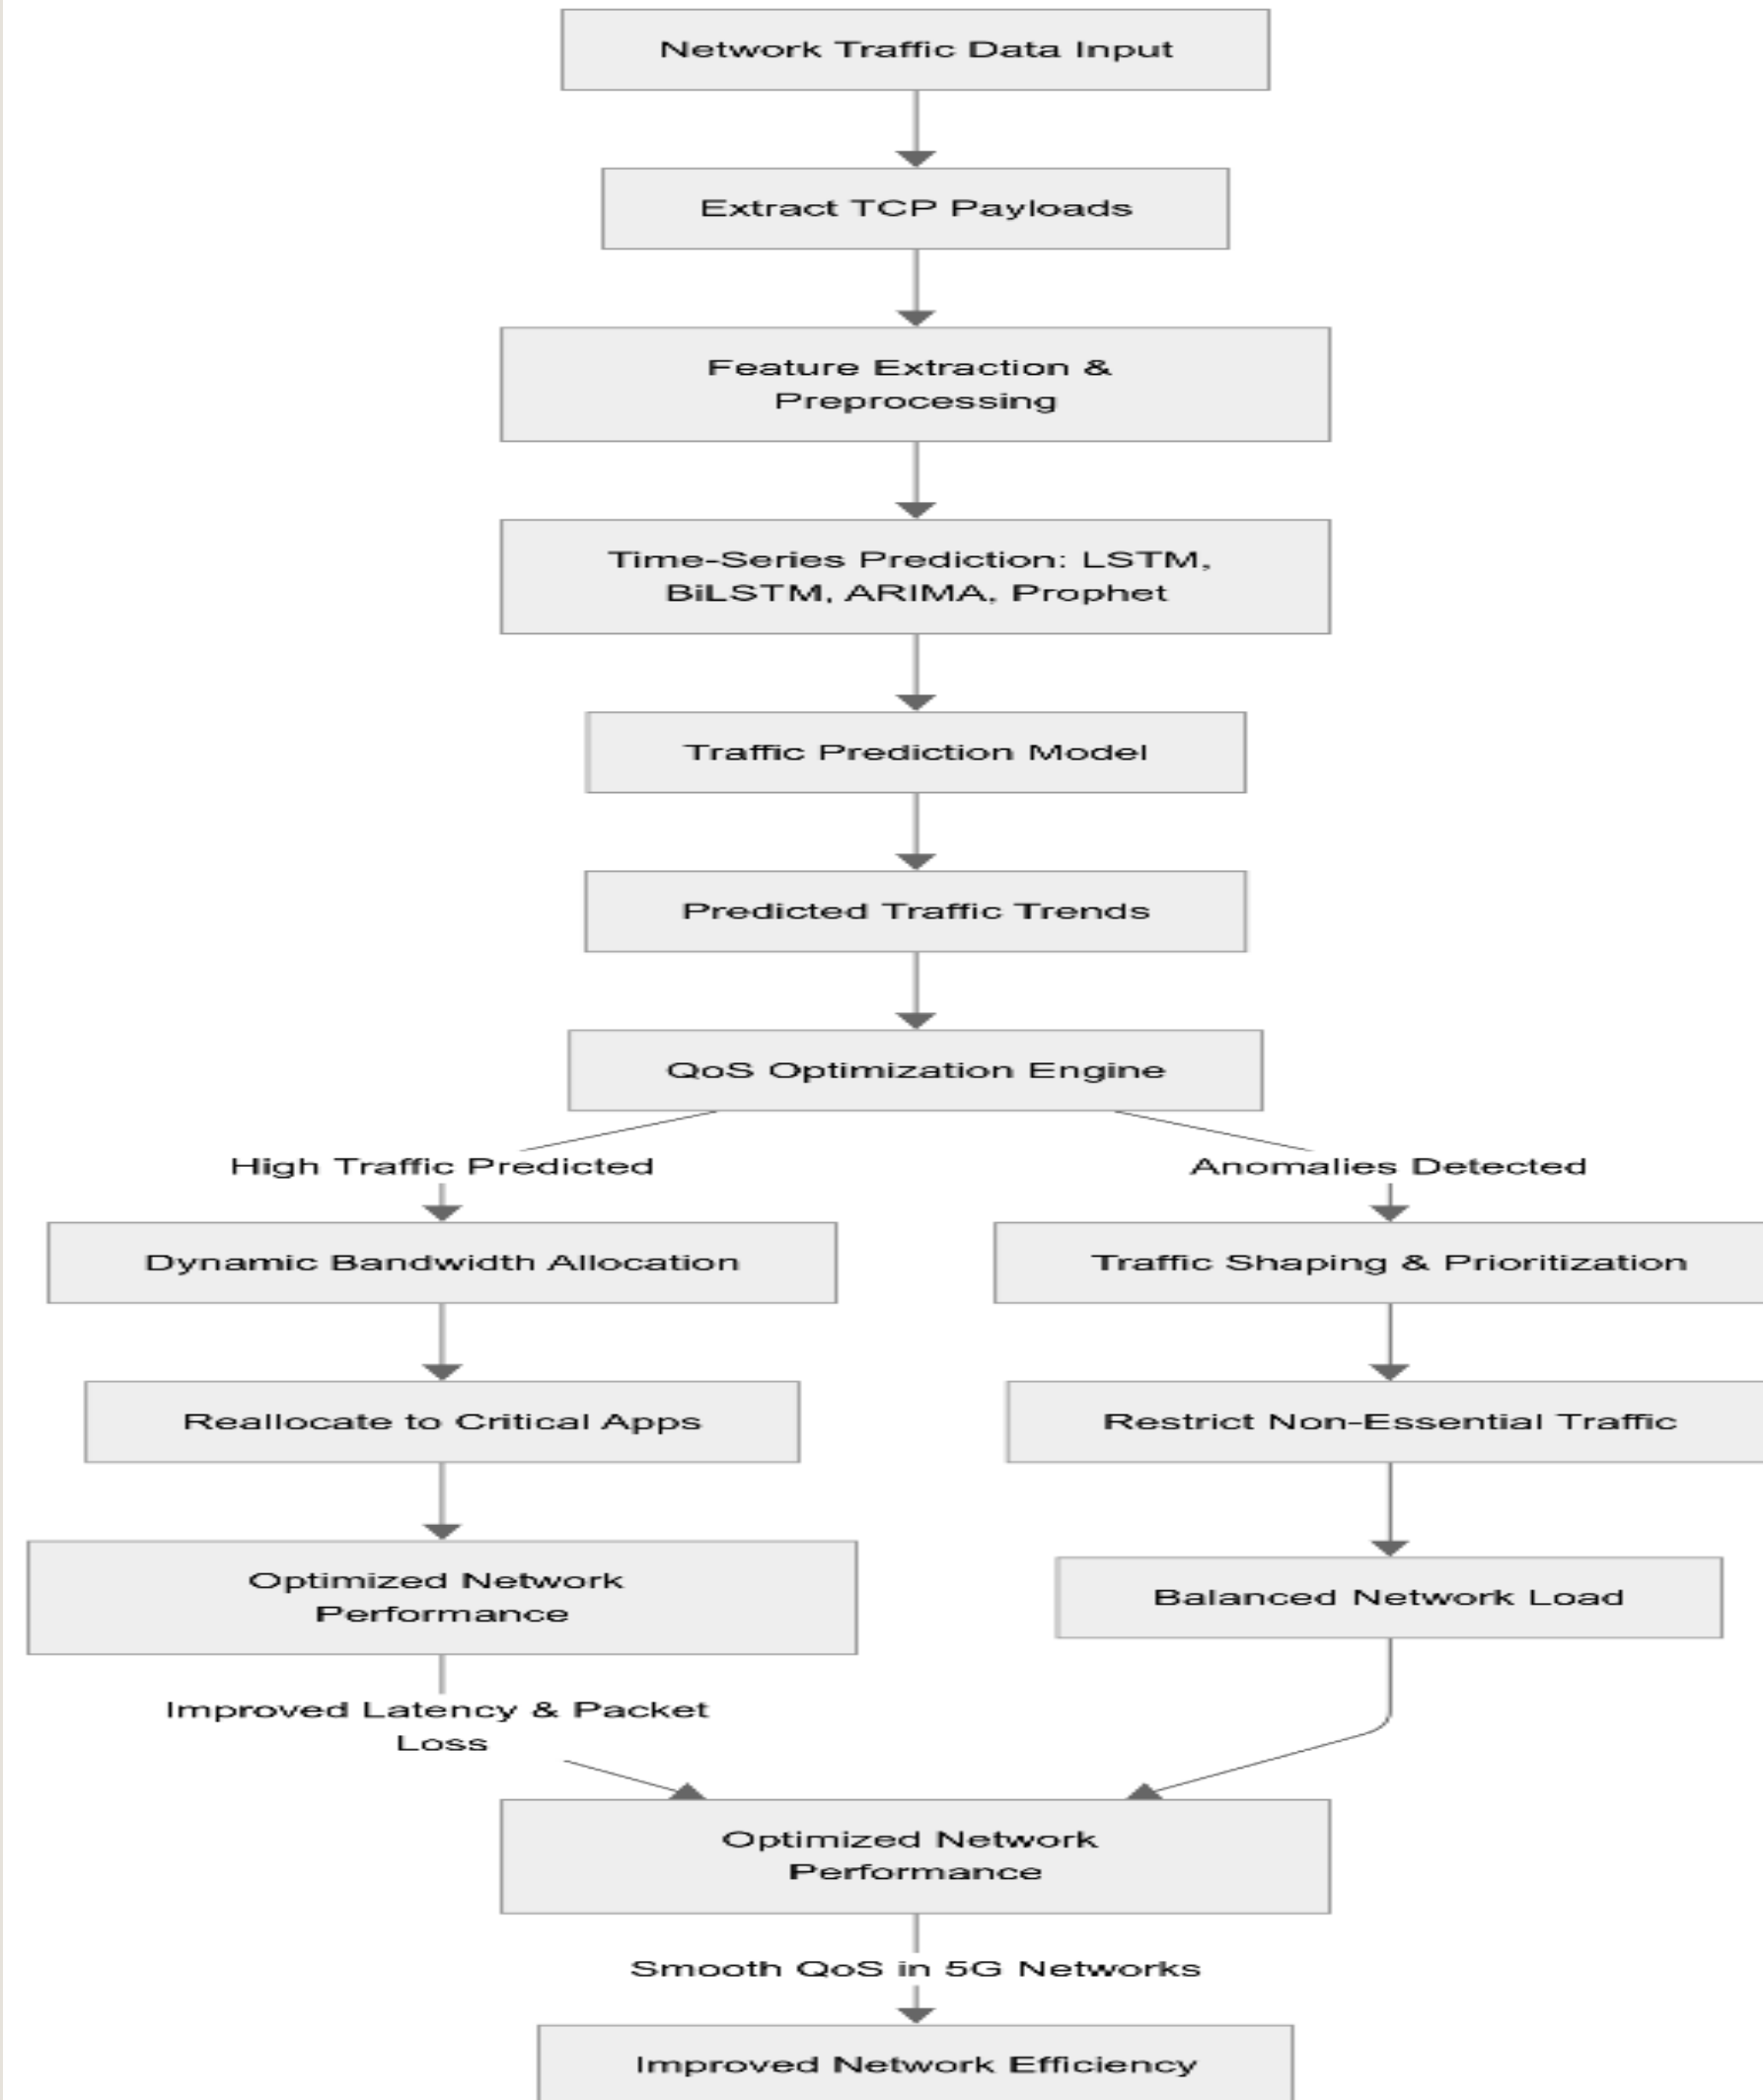 Network Traffic Data Input
Extract TCP Payloads
Feature Extraction &
Preprocessing
Time-Series Prediction: LSTM,
BiLSTM, ARIMA, Prophet
Traffic Prediction Model
Predicted Traffic Trends
QoS Optimization Engine
High Traffic Predicted
Anomalies Detected
Dynamic Bandwidth Allocation
Traffic Shaping & Prioritization
Reallocate to Critical Apps
Restrict Non-Essential Traffic
Optimized Network
Performance
Balanced Network Load
Improved Latency & Packet
Loss
Optimized Network
Performance
Smooth QoS in 5G Networks
Improved Network Efficiency